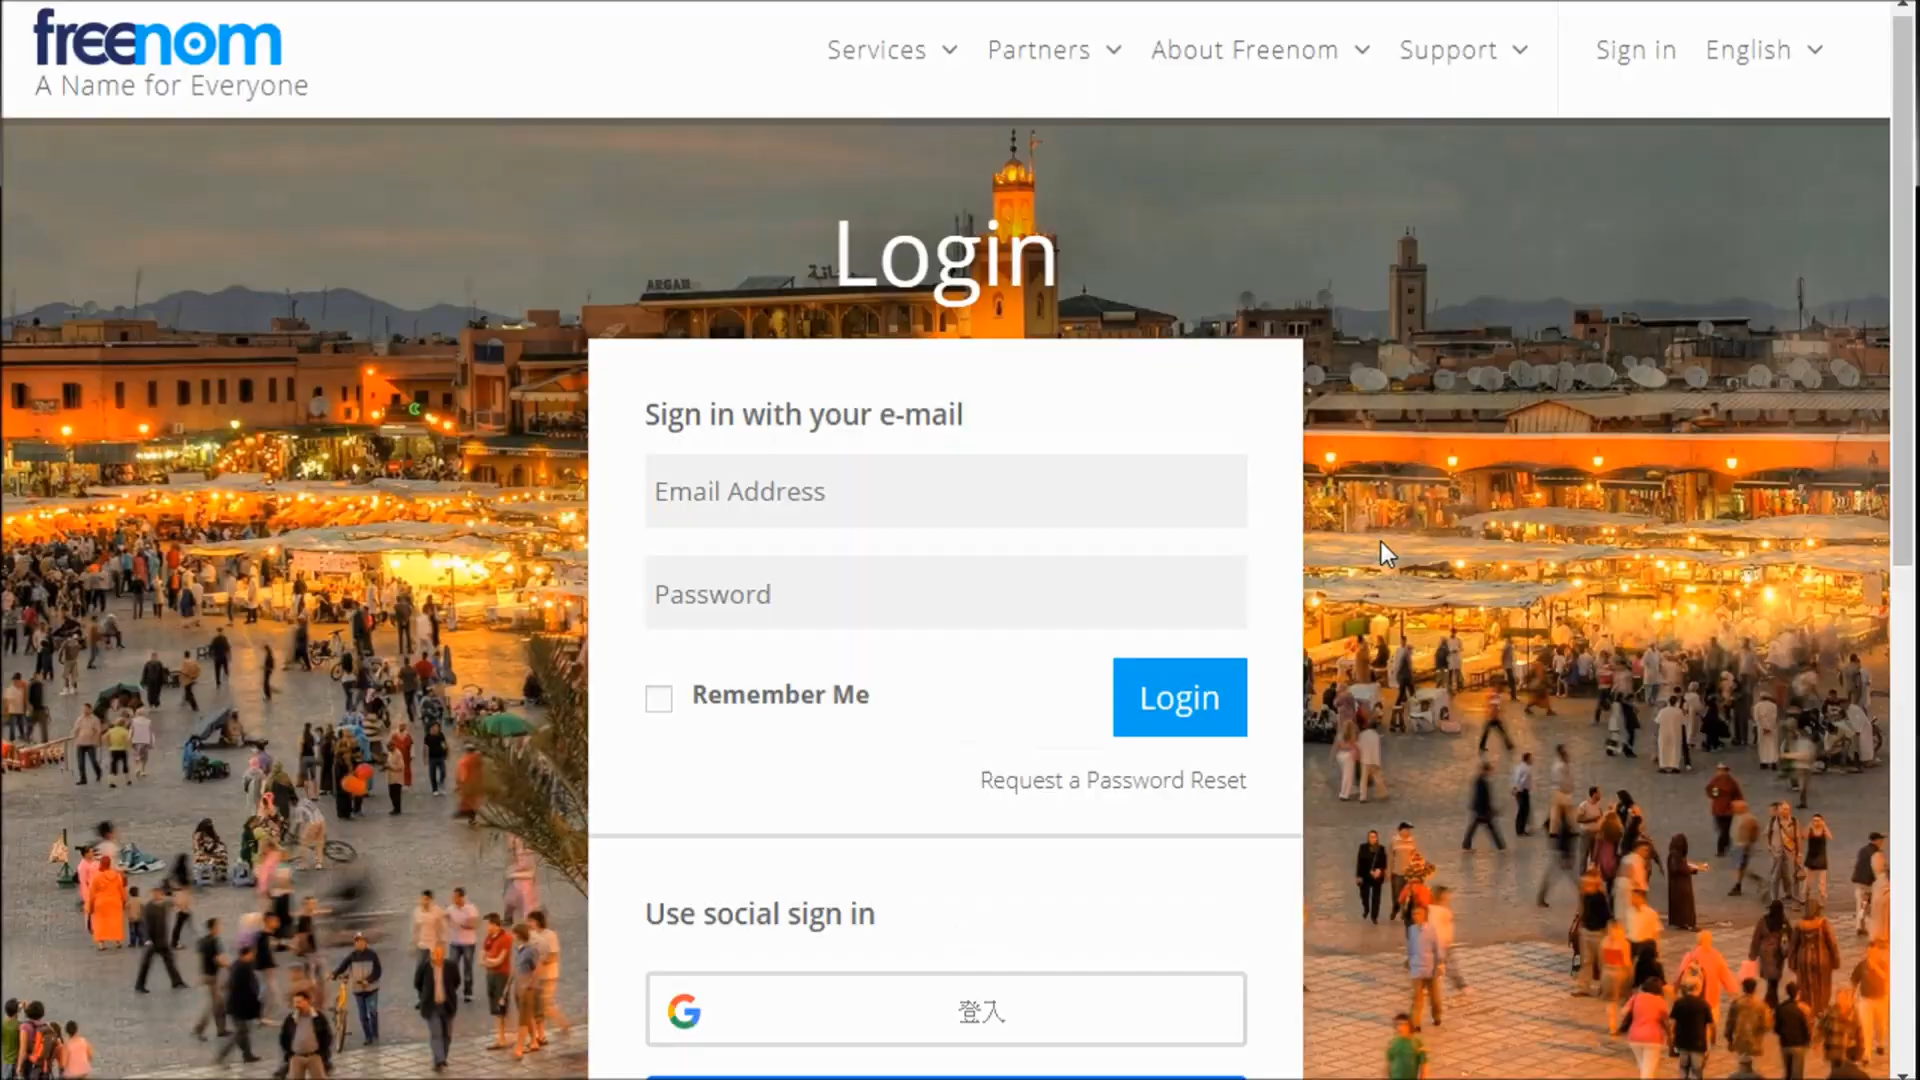 freenom
A Name for Everyone
Services
Partners
About Freenom
Support
Sign in
English
Login
ARGAN
Sign in with your e-mail
Email Address
Password
Remember Me
Login
Request a Password Reset
Use social sign in
登入